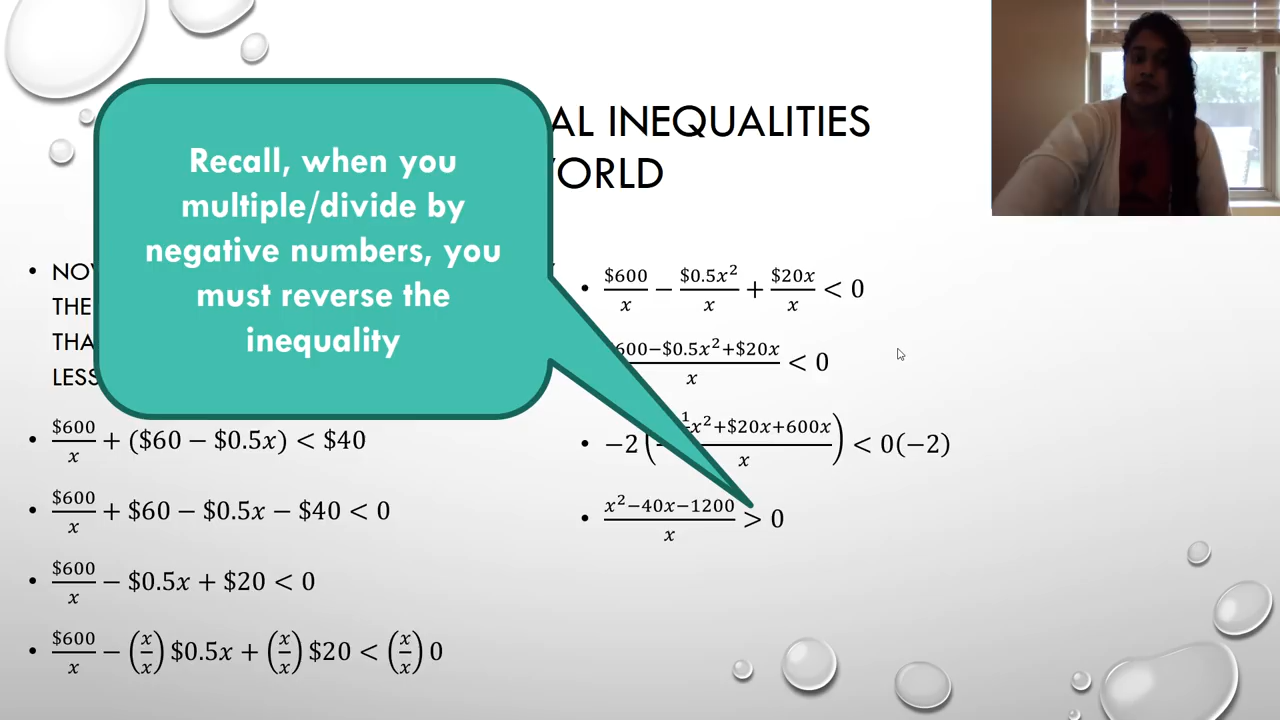 AL INEQUALITIES
ORLD
Recall, when you
multiple/divide by
negative numbers, you
must reverse the
inequality
THE
LESS
• $600/x + ($60 − $0.5x) < $40
• $600/x + $60 − $0.5x − $40 < 0
• $600/x − $0.5x + $20 < 0
• $600/x − (x/x) $0.5x + (x/x) $20 < (x/x) 0
• $600/x − $0.5x²/x + $20x/x < 0
600−$0.5x²+$20x / x < 0
• −2 ( x²+$20x+600x / x ) < 0(−2)
• x²−40x−1200 / x > 0